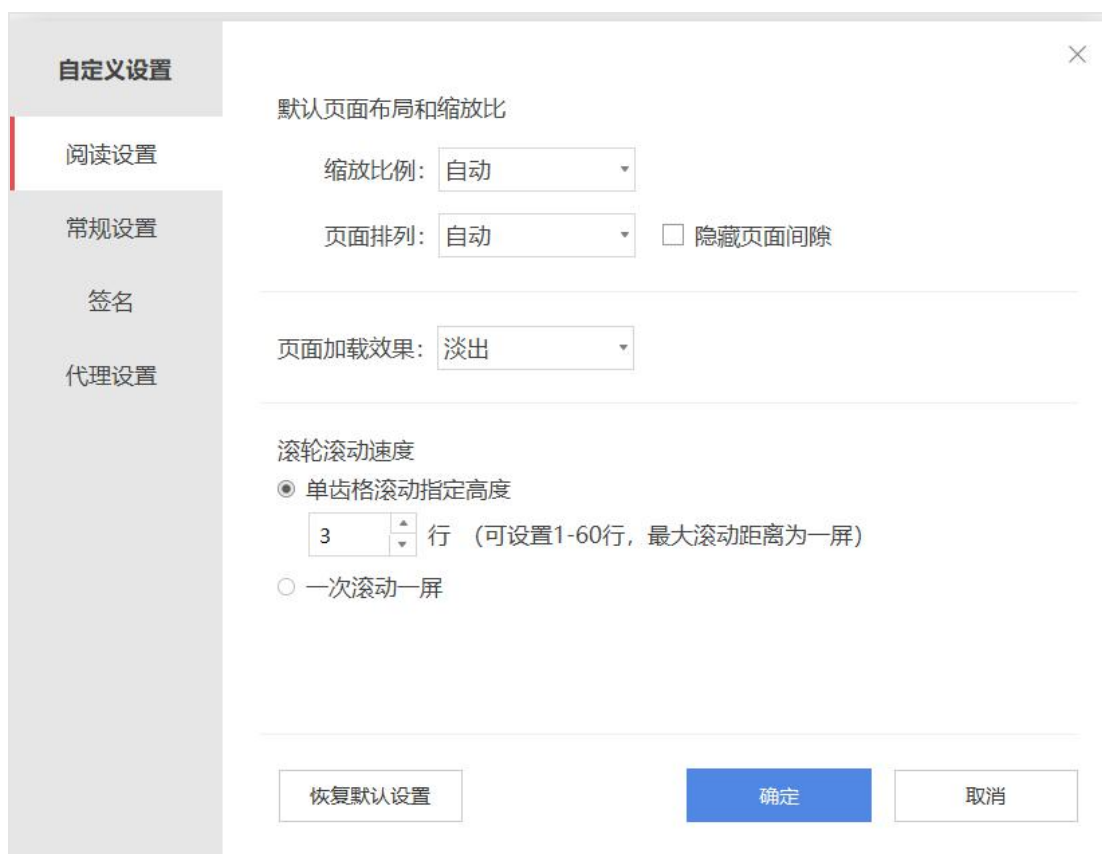 自定义设置
阅读设置
常规设置
签名
代理设置
默认页面布局和缩放比
缩放比例：自动
页面排列：自动 隐藏页面间隙
页面加载效果：淡出
滚轮滚动速度
单齿格滚动指定高度
3 行 （可设置1-60行，最大滚动距离为一屏）
一次滚动一屏
恢复默认设置 确定 取消